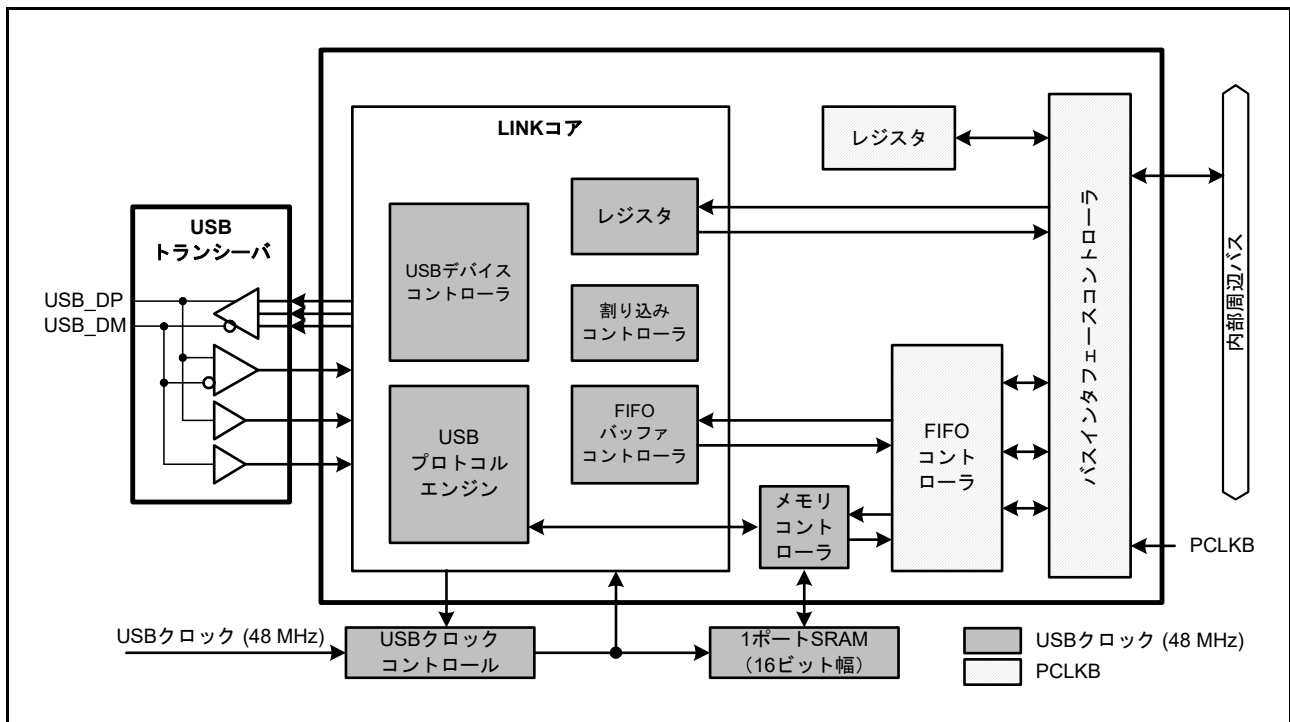 LINKコア
レジスタ
USB
トランシーバ
USB_DP
USB_DM
USBデバイス
コントローラ
レジスタ
割り込み
コントローラ
USB
プロトコル
エンジン
FIFO
バッファ
コントローラ
メモリ
コント
ローラ
FIFO
コント
ローラ
バスインタフェースコントローラ
内部周辺バス
PCLKB
USBクロック (48 MHz)
USBクロック
コントロール
1ポートSRAM
(16ビット幅)
USBクロック (48 MHz)
PCLKB